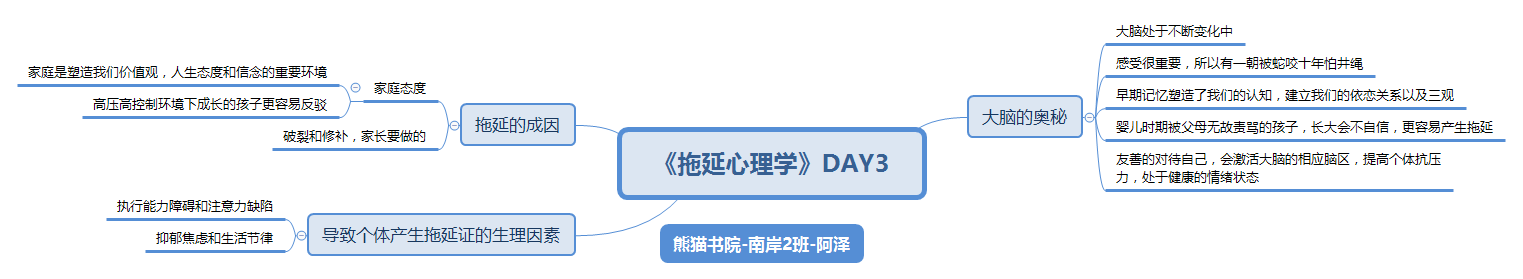 《拖延心理学》DAY3
熊猫书院-南岸2班-阿泽
大脑的奥秘
大脑处于不断变化中
感受很重要，所以有一朝被蛇咬十年怕井绳
早期记忆塑造了我们的认知，建立我们的依恋关系以及三观
婴儿时期被父母无故责骂的孩子，长大会不自信，更容易产生拖延
友善的对待自己，会激活大脑的相应脑区，提高个体抗压
力，处于健康的情绪状态
拖延的成因
家庭态度
家庭是塑造我们价值观，人生态度和信念的重要环境
高压高控制环境下成长的孩子更容易反驳
破裂和修补，家长要做的
导致个体产生拖延证的生理因素
执行能力障碍和注意力缺陷
抑郁焦虑和生活节律